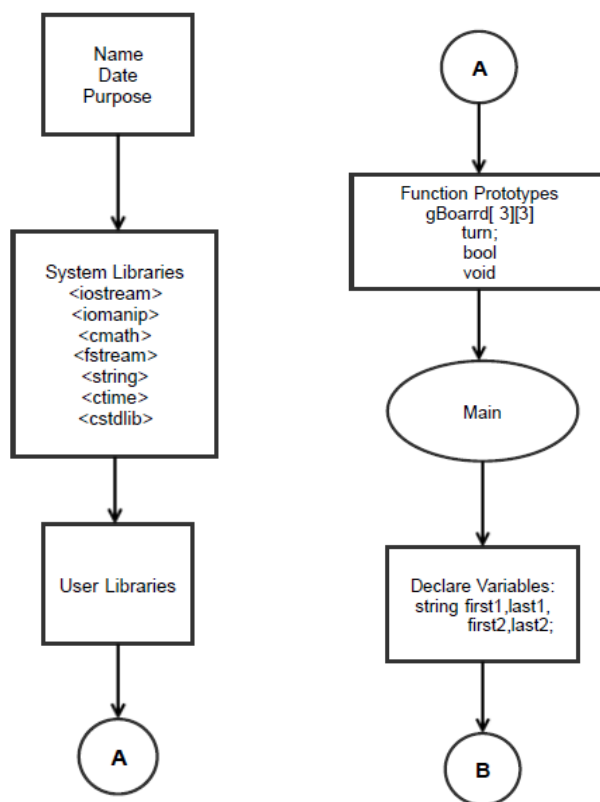 Name
Date
Purpose
System Libraries
<iostream>
<iomanip>
<cmath>
<fstream>
<string>
<ctime>
<cstdlib>
User Libraries
A
A
Function Prototypes
gBoarrd[ 3][3]
turn;
bool
void
Main
Declare Variables:
string first1,last1,
first2,last2;
B